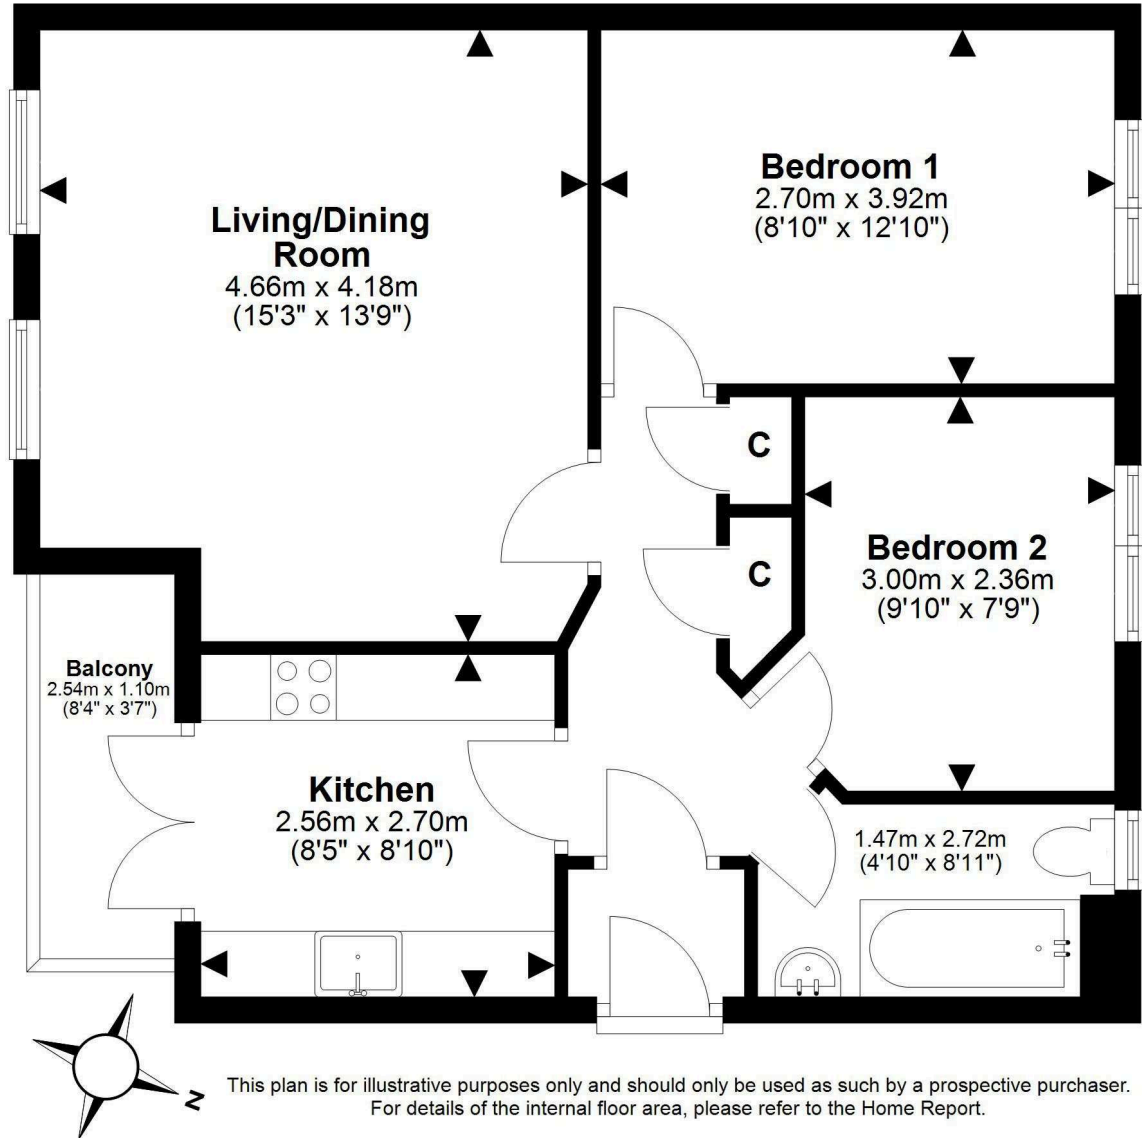 Bedroom 1
2.70m x 3.92m
(8'10" x 12'10")
Living/Dining
Room
4.66m x 4.18m
(15'3" x 13'9")
C
C
Bedroom 2
3.00m x 2.36m
(9'10" x 7'9")
Balcony
2.54m x 1.10m
(8'4" x 3'7")
Kitchen
2.56m x 2.70m
(8'5" x 8'10")
1.47m x 2.72m
(4'10" x 8'11")
N
This plan is for illustrative purposes only and should only be used as such by a prospective purchaser.
For details of the internal floor area, please refer to the Home Report.